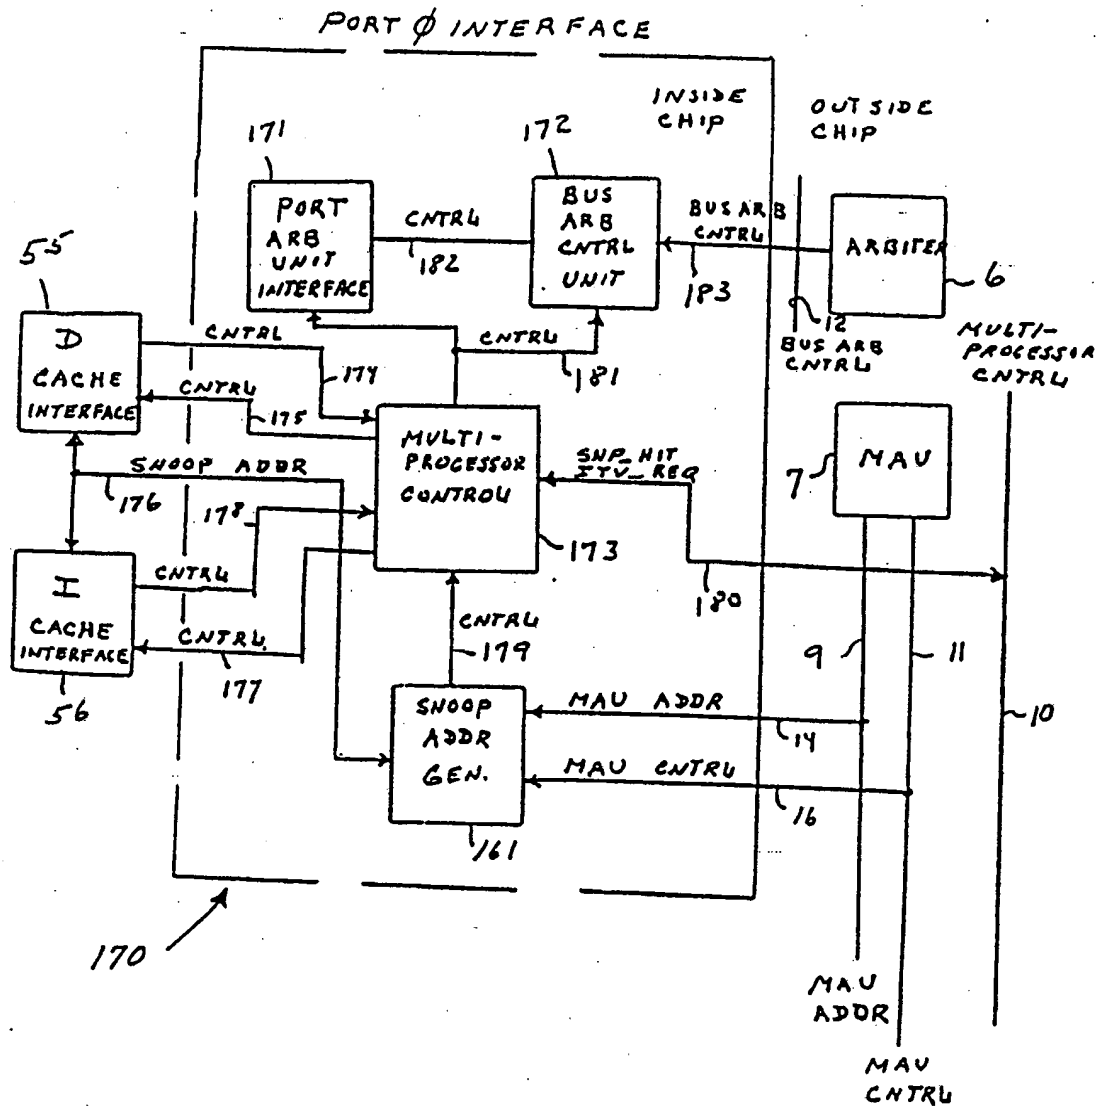 PORT ϕ INTERFACE
INSIDE
CHIP
OUTSIDE
CHIP
171
PORT
ARB
UNIT
INTERFACE
CNTRL
182
172
BUS
ARB
CNTRL
UNIT
BUS ARB
CNTRL
183
ARBITER
6
12
BUS ARB
CNTRL
MULTI-
PROCESSOR
CNTRL
55
D
CACHE
INTERFACE
CNTRL
174
CNTRL
175
CNTRL
181
MULTI-
PROCESSOR
CONTROL
173
SNP_HIT
ITV_REQ
180
7
MAU
SNOOP ADDR
176
178
I
CACHE
INTERFACE
56
CNTRL
CNTRL
177
CNTRL
179
9
11
10
SNOOP
ADDR
GEN.
161
MAU ADDR
14
MAU CNTRL
16
170
MAU
ADDR
MAU
CNTRL